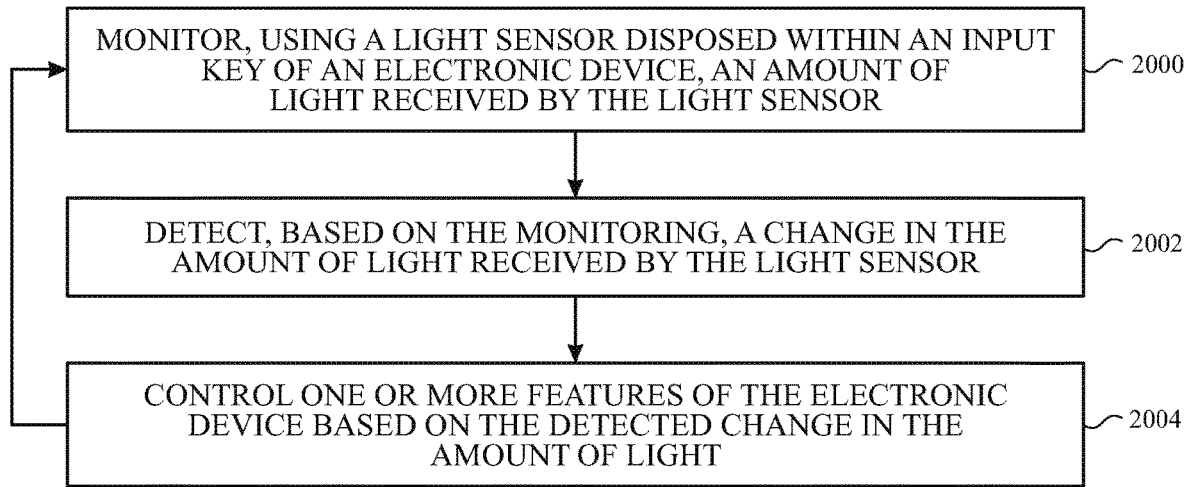 MONITOR, USING A LIGHT SENSOR DISPOSED WITHIN AN INPUT
KEY OF AN ELECTRONIC DEVICE, AN AMOUNT OF
LIGHT RECEIVED BY THE LIGHT SENSOR
2000
DETECT, BASED ON THE MONITORING, A CHANGE IN THE
AMOUNT OF LIGHT RECEIVED BY THE LIGHT SENSOR
2002
CONTROL ONE OR MORE FEATURES OF THE ELECTRONIC
DEVICE BASED ON THE DETECTED CHANGE IN THE
AMOUNT OF LIGHT
2004